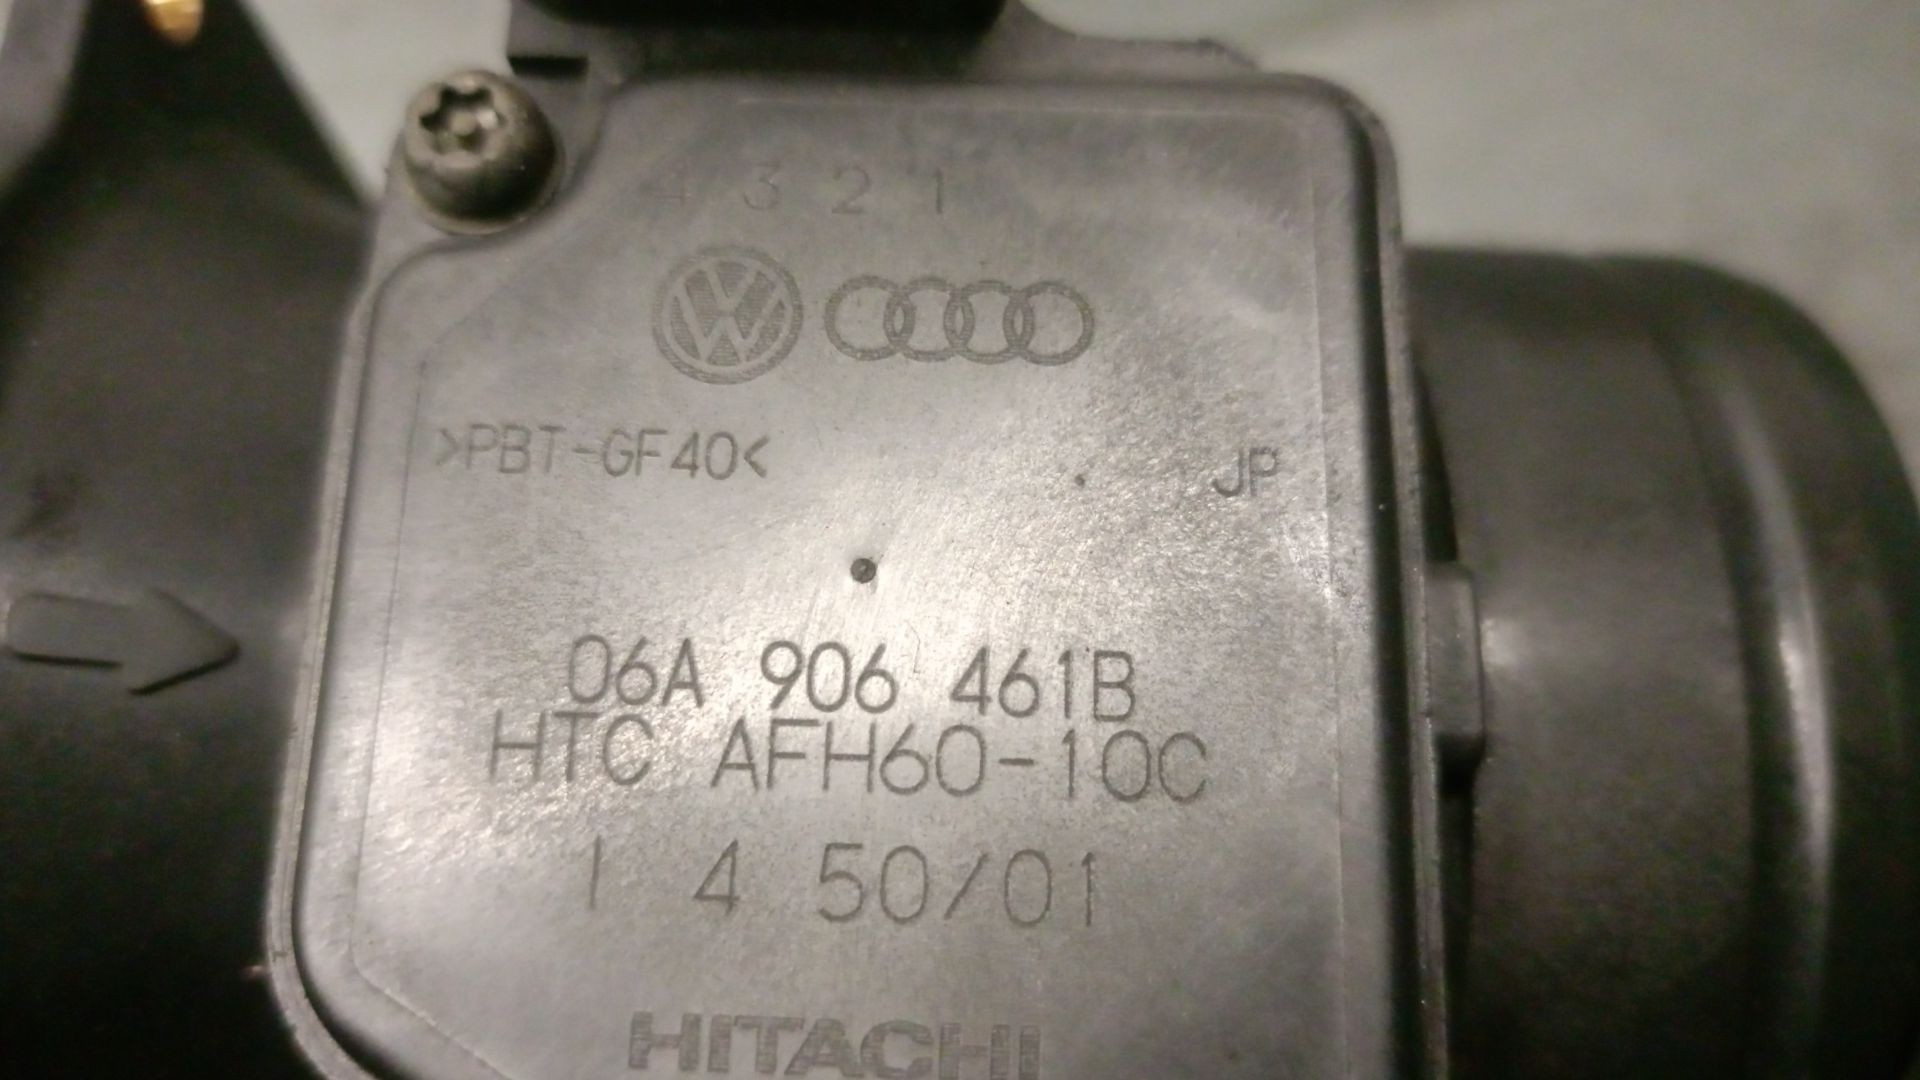 4 3 2 1
>PBT-GF40< JP
06A 906 461B
HTC AFH60-10C
1 4 50/01
HITACHI